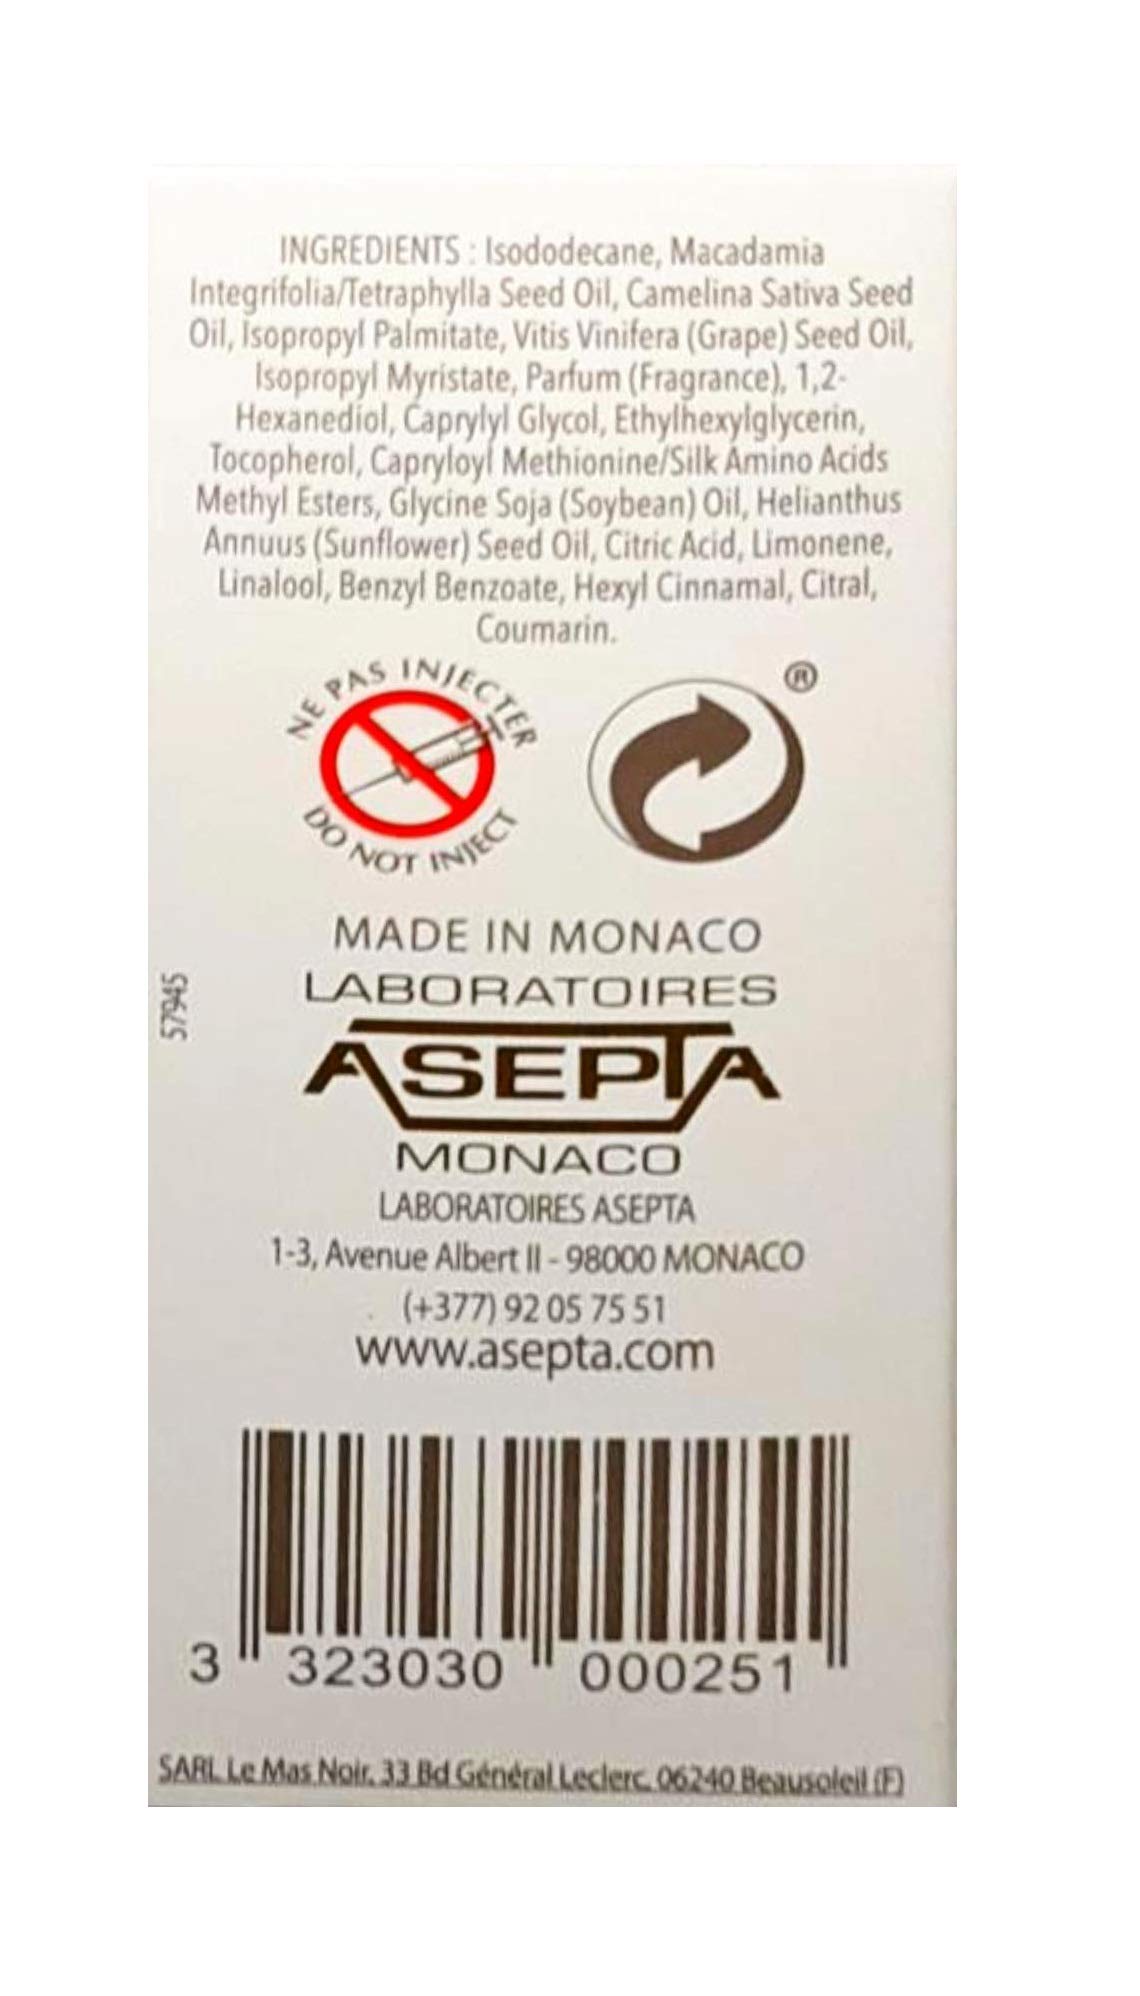 INGREDIENTS : Isododecane, Macadamia
Integrifolia/Tetraphylla Seed Oil, Camelina Sativa Seed
Oil, Isopropyl Palmitate, Vitis Vinifera (Grape) Seed Oil,
Isopropyl Myristate, Parfum (Fragrance), 1,2-
Hexanediol, Caprylyl Glycol, Ethylhexylglycerin,
Tocopherol, Capryloyl Methionine/Silk Amino Acids
Methyl Esters, Glycine Soja (Soybean) Oil, Helianthus
Annuus (Sunflower) Seed Oil, Citric Acid, Limonene,
Linalool, Benzyl Benzoate, Hexyl Cinnamal, Citral,
Coumarin.
NE PAS INJECTER
DO NOT INJECT
®
MADE IN MONACO
LABORATOIRES
ASEPTA
MONACO
57945
LABORATOIRES ASEPTA
1-3, Avenue Albert II - 98000 MONACO
(+377) 92 05 75 51
www.asepta.com
3 323030 000251
SARL Le Mas Noir, 33 Bd Général Leclerc 06240 Beausoleil (F)